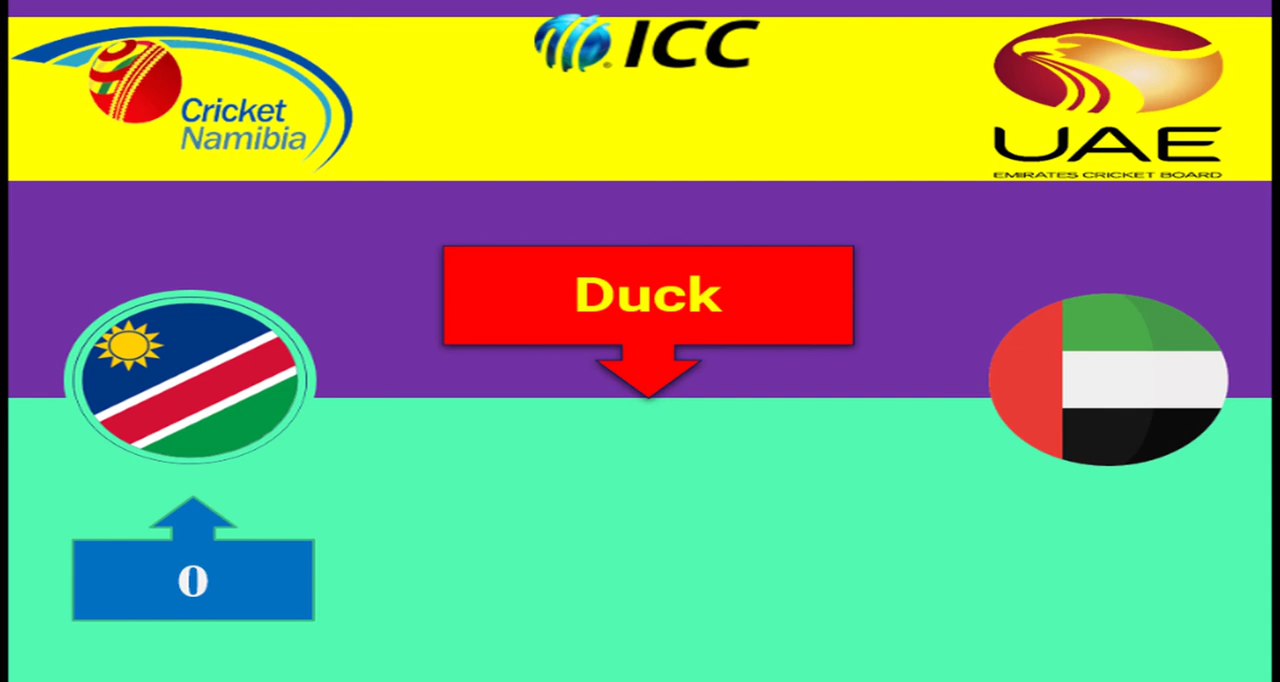 ICC
Cricket
Namibia
UAE
EMIRATES CRICKET BOARD
Duck
0